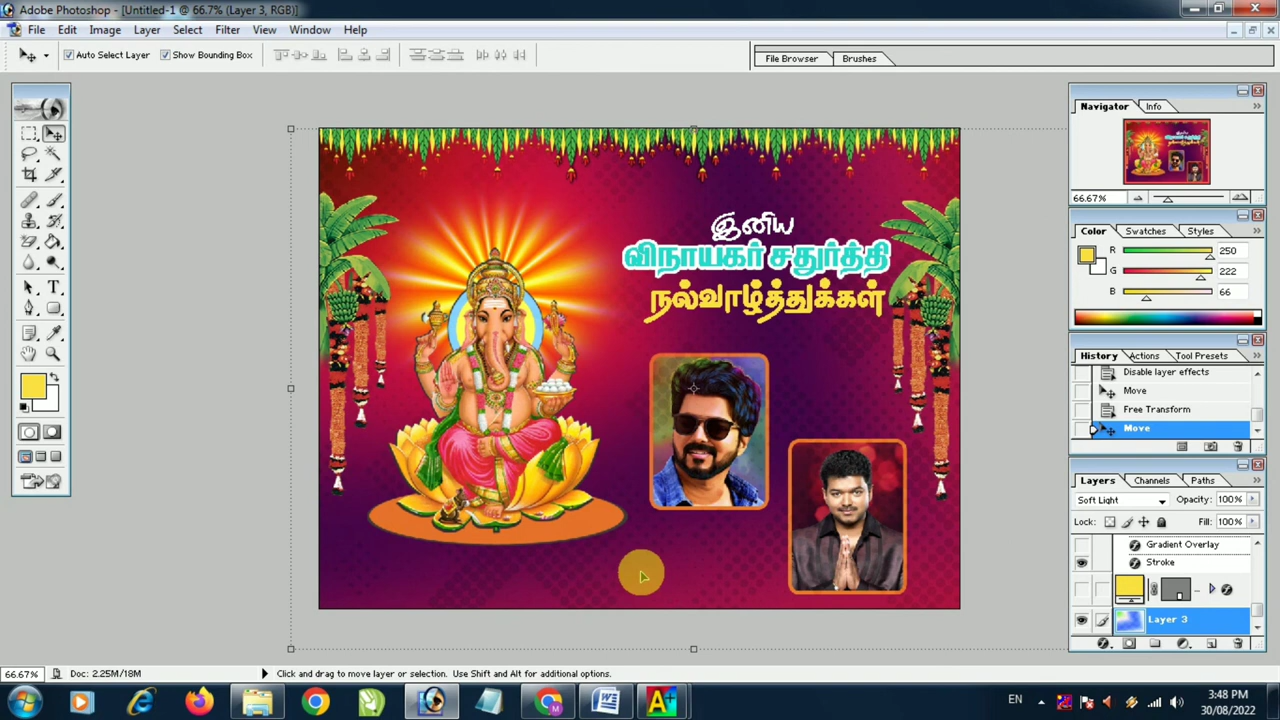 Adobe Photoshop - [Untitled-1 @ 66.7% (Layer 3, RGB)]
File Edit Image Layer Select Filter View Window Help
Auto Select Layer Show Bounding Box
File Browser Brushes
Navigator Info
66.67%
Color Swatches Styles
R 250
G 222
B 66
History Actions Tool Presets
Disable layer effects
Move
Free Transform
Move
Layers Channels Paths
Soft Light Opacity: 100%
Lock: Fill: 100%
Gradient Overlay
Stroke
Layer 3
இனிய
விநாயகர் சதுர்த்தி
நல்வாழ்த்துக்கள்
66.67% Doc: 2.25M/18M Click and drag to move layer or selection. Use Shift and Alt for additional options.
EN 3:48 PM
30/08/2022